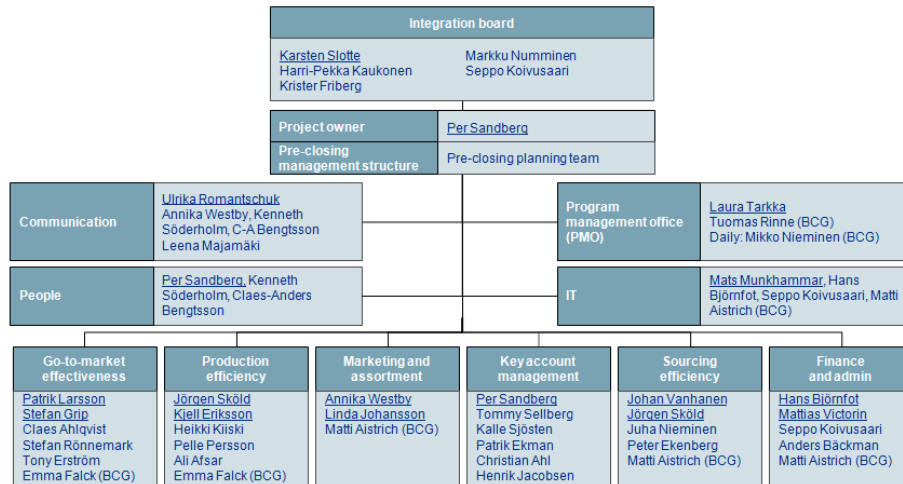 Integration board
Karsten Slotte
Harri-Pekka Kaukonen
Krister Friberg
Markku Numminen
Seppo Koivusaari
Project owner
Per Sandberg
Pre-closing
management structure
Pre-closing planning team
Communication
Ulrika Romantschuk
Annika Westby, Kenneth
Söderholm, C-A Bengtsson
Leena Majamäki
Program
management office
(PMO)
Laura Tarkka
Tuomas Rinne (BCG)
Daily: Mikko Nieminen (BCG)
People
Per Sandberg, Kenneth
Söderholm, Claes-Anders
Bengtsson
IT
Mats Munkhammar, Hans
Björnfot, Seppo Koivusaari, Matti
Aistrich (BCG)
Go-to-market
effectiveness
Patrik Larsson
Stefan Grip
Claes Ahlqvist
Stefan Rönnemark
Tony Erström
Emma Falck (BCG)
Production
efficiency
Jörgen Sköld
Kjell Eriksson
Heikki Kiiski
Pelle Persson
Ali Afsar
Emma Falck (BCG)
Marketing and
assortment
Annika Westby
Linda Johansson
Matti Aistrich (BCG)
Key account
management
Per Sandberg
Tommy Sellberg
Kalle Sjösten
Patrik Ekman
Christian Ahl
Henrik Jacobsen
Sourcing
efficiency
Johan Vanhanen
Jörgen Sköld
Juha Nieminen
Peter Ekenberg
Matti Aistrich (BCG)
Finance
and admin
Hans Björnfot
Mattias Victorin
Seppo Koivusaari
Anders Bäckman
Matti Aistrich (BCG)